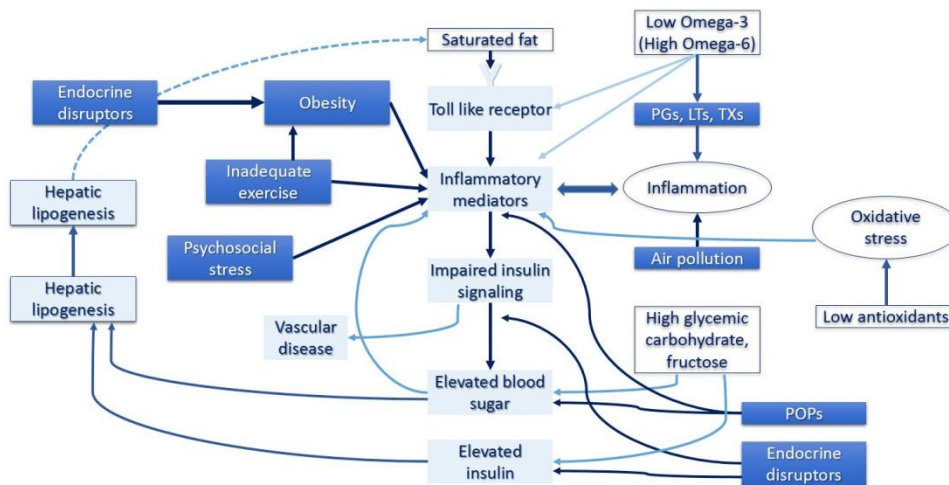 Saturated fat
Low Omega-3
(High Omega-6)
Endocrine
disruptors
Obesity
Toll like receptor
PGs, LTs, TXs
Inadequate
exercise
Hepatic
lipogenesis
Inflammatory
mediators
Inflammation
Oxidative
stress
Psychosocial
stress
Air pollution
Impaired insulin
signaling
Hepatic
lipogenesis
Vascular
disease
High glycemic
carbohydrate,
fructose
Low antioxidants
Elevated blood
sugar
POPs
Elevated
insulin
Endocrine
disruptors